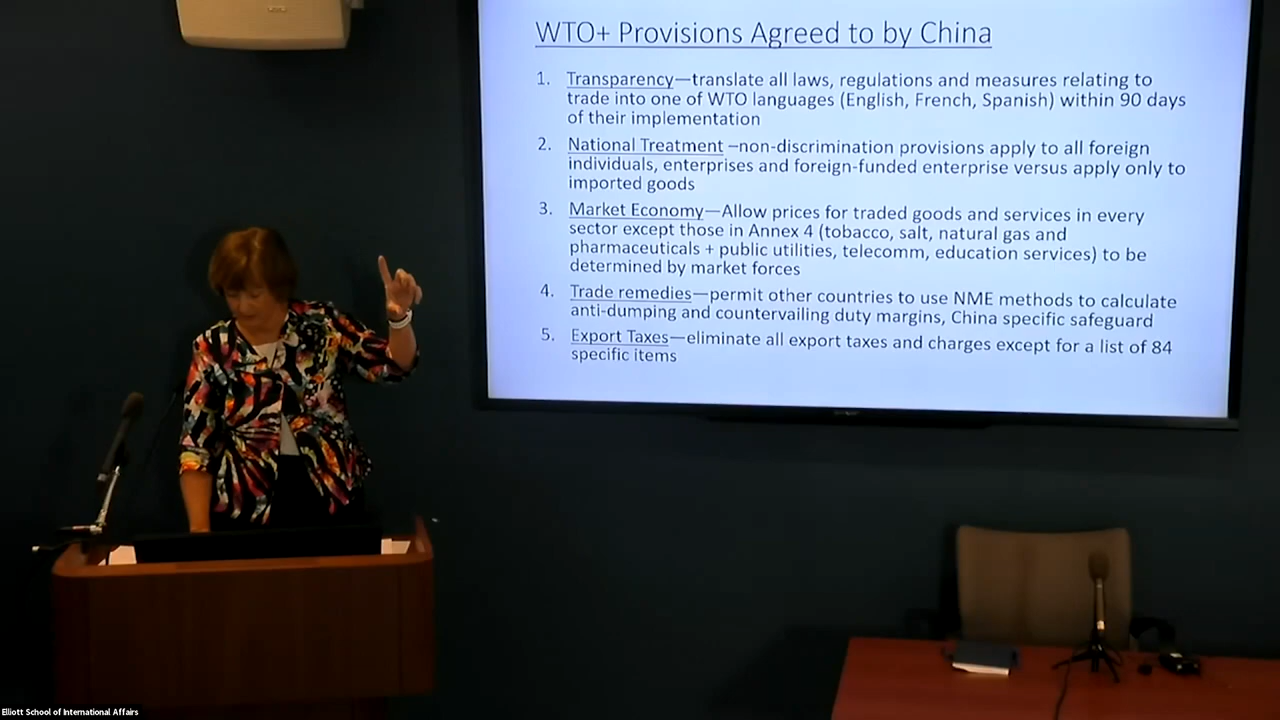 WTO+ Provisions Agreed to by China
1. Transparency—translate all laws, regulations and measures relating to
trade into one of WTO languages (English, French, Spanish) within 90 days
of their implementation
2. National Treatment –non-discrimination provisions apply to all foreign
individuals, enterprises and foreign-funded enterprise versus apply only to
imported goods
3. Market Economy—Allow prices for traded goods and services in every
sector except those in Annex 4 (tobacco, salt, natural gas and
pharmaceuticals + public utilities, telecomm, education services) to be
determined by market forces
4. Trade remedies—permit other countries to use NME methods to calculate
anti-dumping and countervailing duty margins, China specific safeguard
5. Export Taxes—eliminate all export taxes and charges except for a list of 84
specific items
Elliott School of International Affairs